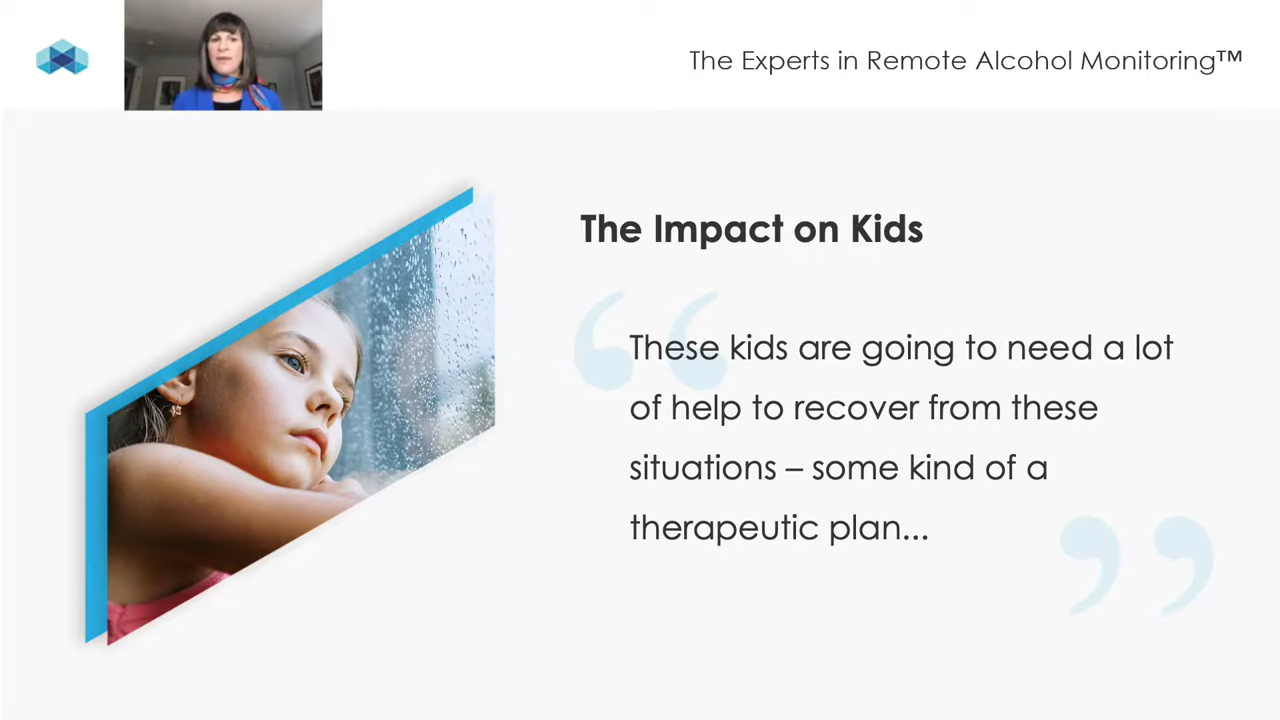 The Experts in Remote Alcohol Monitoring™
The Impact on Kids
“These kids are going to need a lot
of help to recover from these
situations – some kind of a
therapeutic plan...”